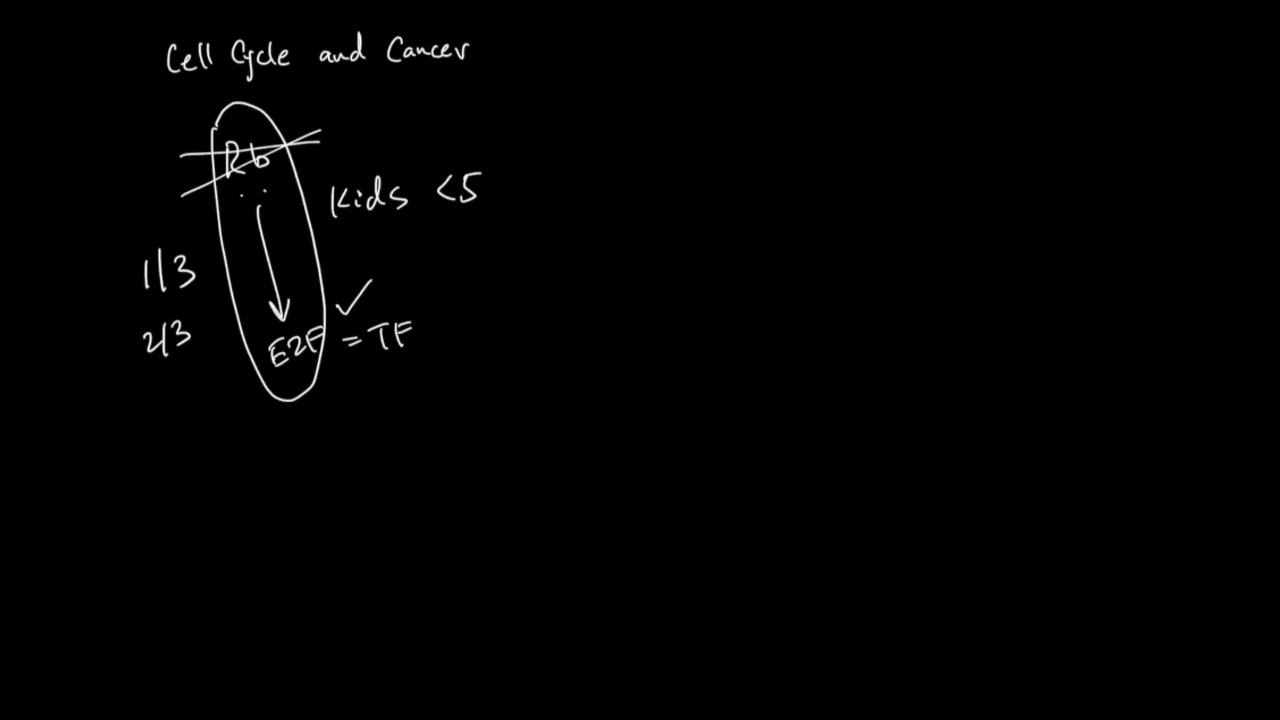 Cell Cycle and Cancer
Rb
Kids <5
1/3
2/3
E2F = TF